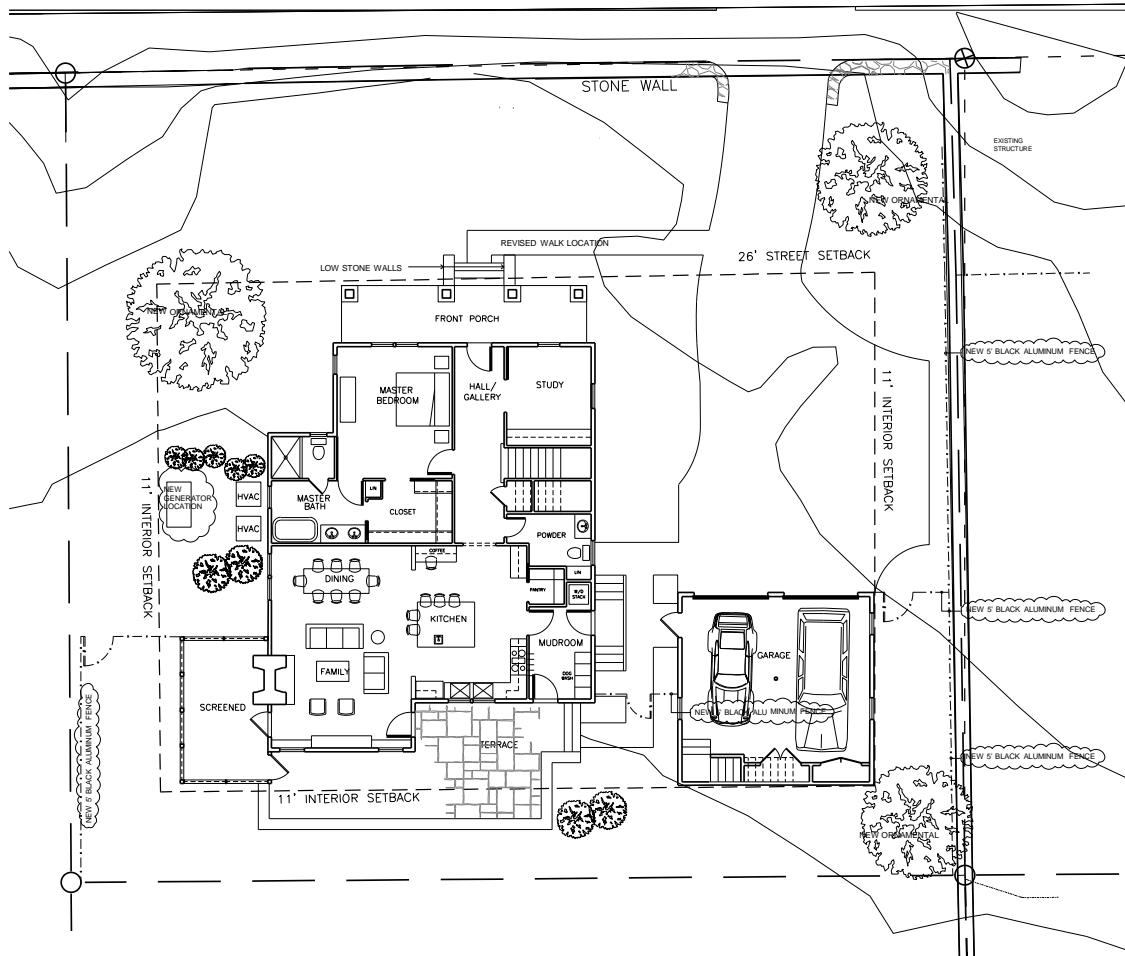 STONE WALL
EXISTING
STRUCTURE
NEW ORNAMENTAL
REVISED WALK LOCATION
26' STREET SETBACK
LOW STONE WALLS
NEW ORNAMENTAL
FRONT PORCH
NEW 5' BLACK ALUMINUM FENCE
MASTER
BEDROOM
HALL/
GALLERY
STUDY
11' INTERIOR SETBACK
11' INTERIOR SETBACK
NEW
GENERATOR
LOCATION
HVAC
HVAC
LIN
MASTER
BATH
CLOSET
POWDER
COFFEE
LIN
DINING
PANTRY
W/D
STACK
KITCHEN
NEW 5' BLACK ALUMINUM FENCE
MUDROOM
GARAGE
FAMILY
DOG
WASH
SCREENED
NEW 5' BLACK ALUMINUM FENCE
NEW 5' BLACK ALUMINUM FENCE
TERRACE
NEW 5' BLACK ALUMINUM FENCE
11' INTERIOR SETBACK
NEW ORNAMENTAL